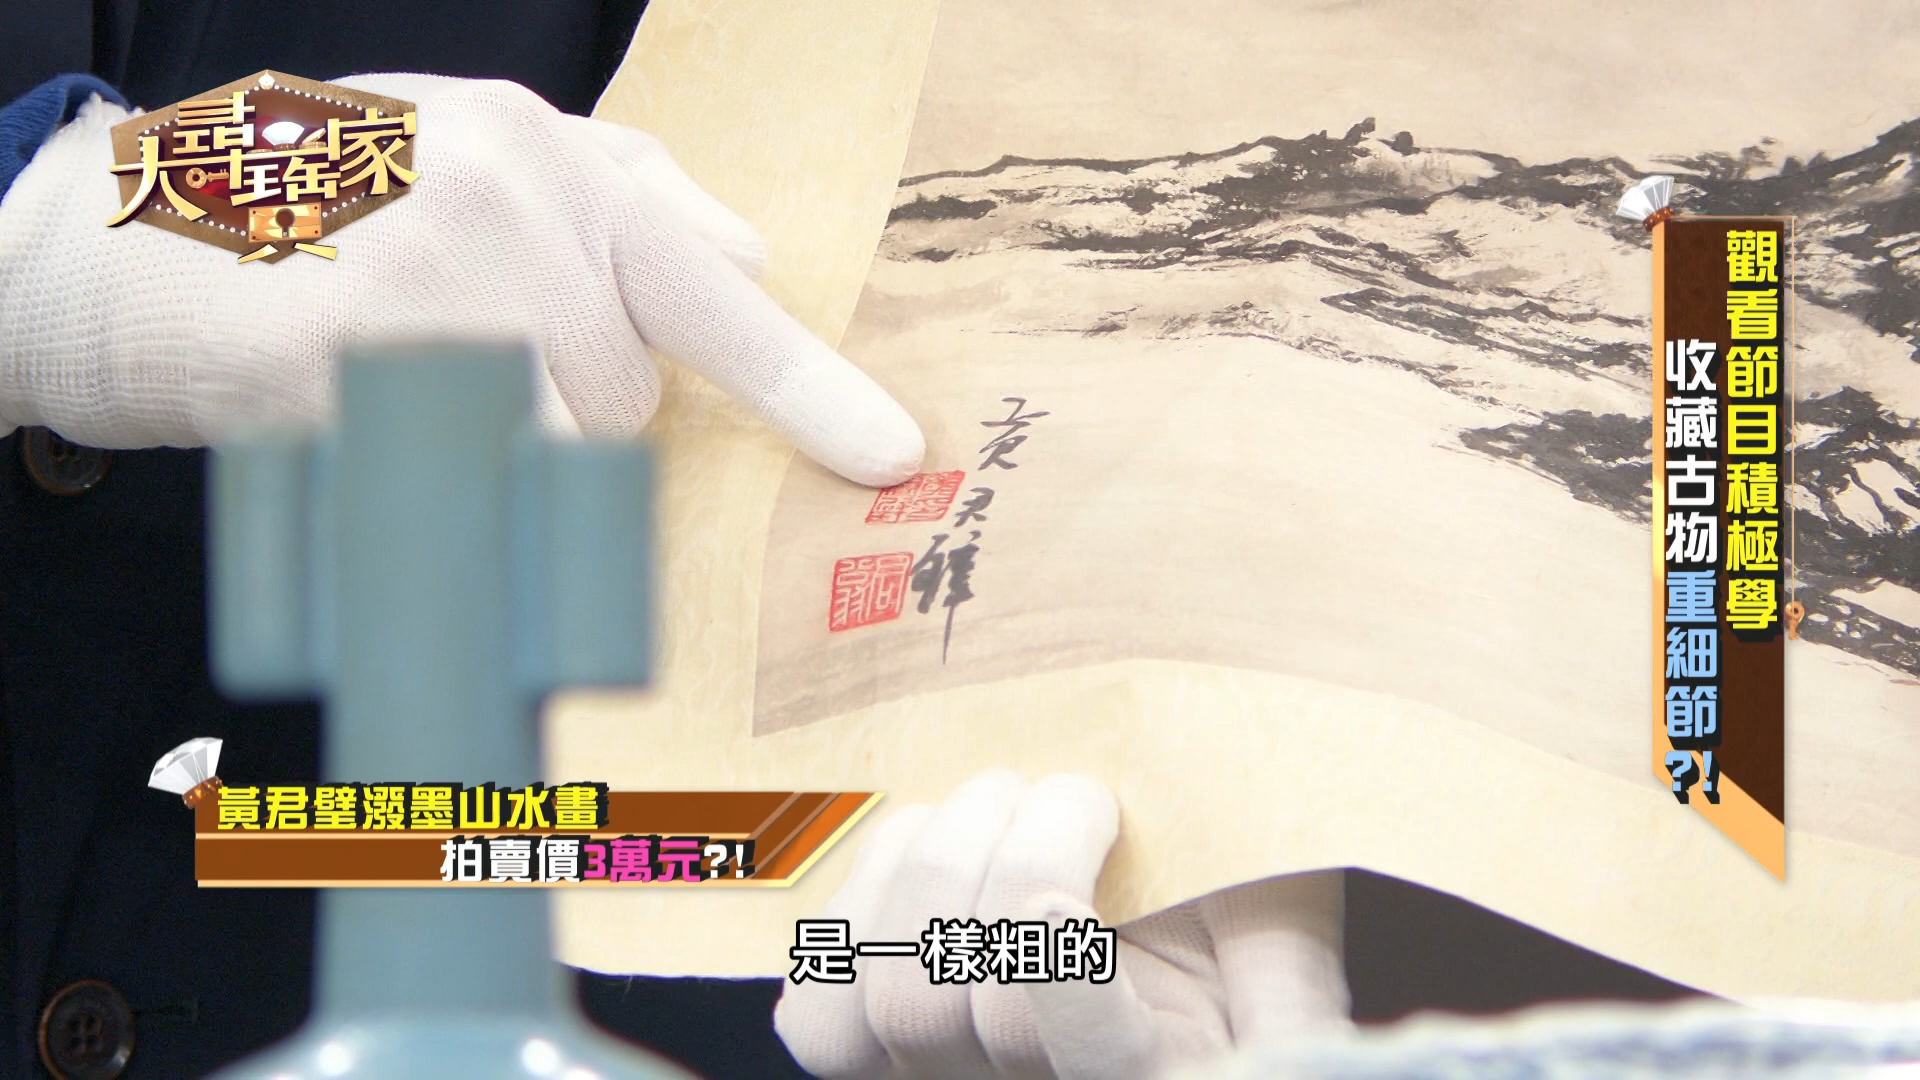 大尋寶家
觀看節目積極學
收藏古物重細節?!
黃君璧
黃君璧潑墨山水畫
拍賣價3萬元?!
是一樣粗的